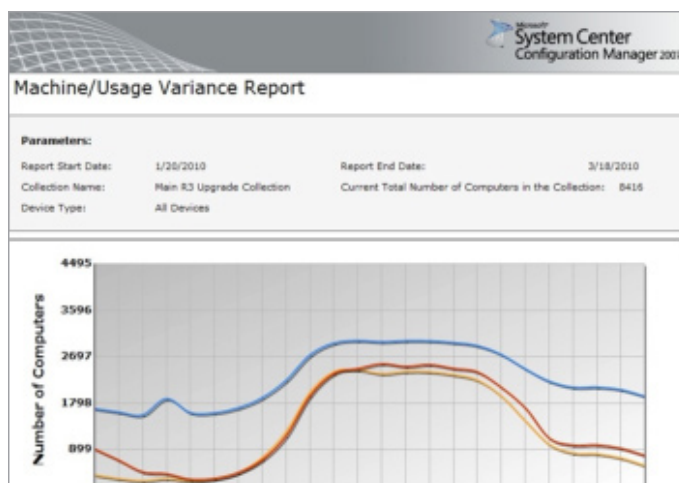 Microsoft
System Center
Configuration Manager 2007
Machine/Usage Variance Report
Parameters:
Report Start Date: 1/20/2010 Report End Date: 3/18/2010
Collection Name: Main R3 Upgrade Collection Current Total Number of Computers in the Collection: 8416
Device Type: All Devices
4495
3596
2697
1798
899
Number of Computers